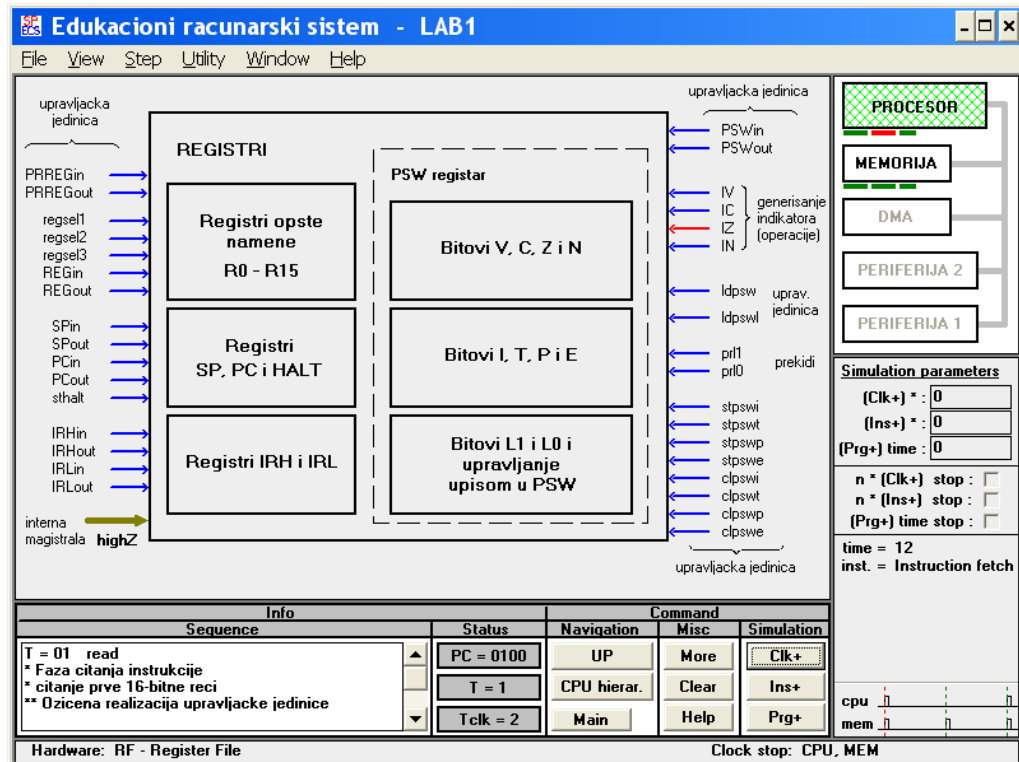 SP ECS Edukacioni racunarski sistem - LAB1
File View Step Utility Window Help
upravljacka
jedinica
PRREGin
PRREGout
regsel1
regsel2
regsel3
REGin
REGout
SPin
SPout
PCin
PCout
sthalt
IRHin
IRHout
IRLin
IRLout
interna
magistrala highZ
REGISTRI
Registri opste
namene
R0 - R15
Registri
SP, PC i HALT
Registri IRH i IRL
PSW registar
Bitovi V, C, Z i N
Bitovi I, T, P i E
Bitovi L1 i L0 i
upravljanje
upisom u PSW
upravljacka jedinica
PSWin
PSWout
IV
IC
IZ
IN
generisanje
indikatora
(operacije)
ldpsw
ldpswl
uprav.
jedinica
prl1
prl0
prekidi
stpswi
stpswt
stpswp
stpswe
clpswi
clpswt
clpswp
clpswe
upravljacka jedinica
PROCESOR
MEMORIJA
DMA
PERIFERIJA 2
PERIFERIJA 1
Simulation parameters
(Clk+) * : 0
(Ins+) * : 0
(Prg+) time : 0
n * (Clk+) stop :
n * (Ins+) stop :
(Prg+) time stop :
time = 12
inst. = Instruction fetch
cpu
mem
Info
Command
Sequence
Status
Navigation
Misc
Simulation
T = 01 read
* Faza citanja instrukcije
* citanje prve 16-bitne reci
** Ozicena realizacija upravljacke jedinice
PC = 0100
T = 1
Tclk = 2
UP
CPU hierar.
Main
More
Clear
Help
Clk+
Ins+
Prg+
Hardware: RF - Register File
Clock stop: CPU, MEM